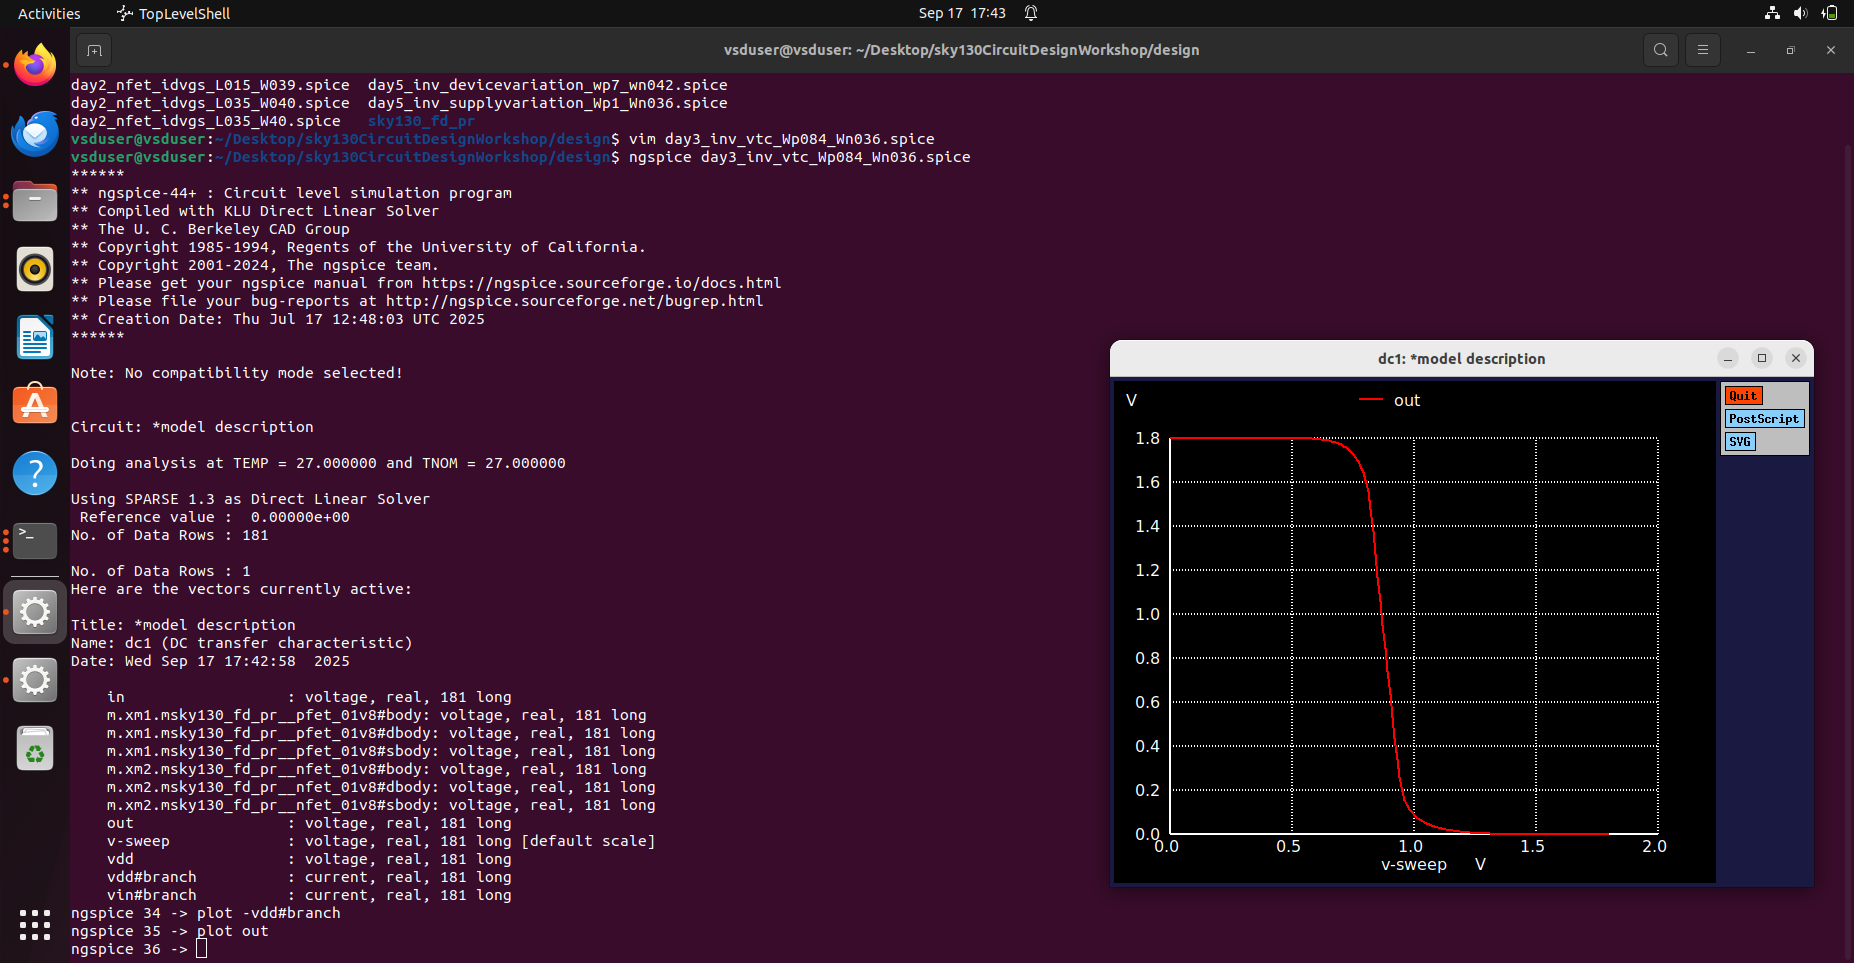 Activities
TopLevelShell
Sep 17 17:43
vsduser@vsduser: ~/Desktop/sky130CircuitDesignWorkshop/design
day2_nfet_idvgs_L015_W039.spice  day5_inv_devicevariation_wp7_wn042.spice
day2_nfet_idvgs_L035_W040.spice  day5_inv_supplyvariation_Wp1_Wn036.spice
day2_nfet_idvgs_L035_W40.spice   sky130_fd_pr
vsduser@vsduser:~/Desktop/sky130CircuitDesignWorkshop/design$ vim day3_inv_vtc_Wp084_Wn036.spice
vsduser@vsduser:~/Desktop/sky130CircuitDesignWorkshop/design$ ngspice day3_inv_vtc_Wp084_Wn036.spice
******
** ngspice-44+ : Circuit level simulation program
** Compiled with KLU Direct Linear Solver
** The U. C. Berkeley CAD Group
** Copyright 1985-1994, Regents of the University of California.
** Copyright 2001-2024, The ngspice team.
** Please get your ngspice manual from https://ngspice.sourceforge.io/docs.html
** Please file your bug-reports at http://ngspice.sourceforge.net/bugrep.html
** Creation Date: Thu Jul 17 12:48:03 UTC 2025
******
Note: No compatibility mode selected!
Circuit: *model description
Doing analysis at TEMP = 27.000000 and TNOM = 27.000000
Using SPARSE 1.3 as Direct Linear Solver
 Reference value :  0.00000e+00
No. of Data Rows : 181
No. of Data Rows : 1
Here are the vectors currently active:
Title: *model description
Name: dc1 (DC transfer characteristic)
Date: Wed Sep 17 17:42:58  2025
    in                  : voltage, real, 181 long
    m.xm1.msky130_fd_pr__pfet_01v8#body: voltage, real, 181 long
    m.xm1.msky130_fd_pr__pfet_01v8#dbody: voltage, real, 181 long
    m.xm1.msky130_fd_pr__pfet_01v8#sbody: voltage, real, 181 long
    m.xm2.msky130_fd_pr__nfet_01v8#body: voltage, real, 181 long
    m.xm2.msky130_fd_pr__nfet_01v8#dbody: voltage, real, 181 long
    m.xm2.msky130_fd_pr__nfet_01v8#sbody: voltage, real, 181 long
    out                 : voltage, real, 181 long
    v-sweep             : voltage, real, 181 long [default scale]
    vdd                 : voltage, real, 181 long
    vdd#branch          : current, real, 181 long
    vin#branch          : current, real, 181 long
ngspice 34 -> plot -vdd#branch
ngspice 35 -> plot out
ngspice 36 ->
dc1: *model description
V
out
Quit
PostScript
SVG
1.8
1.6
1.4
1.2
1.0
0.8
0.6
0.4
0.2
0.0
0.0 0.5 1.0 1.5 2.0
v-sweep V